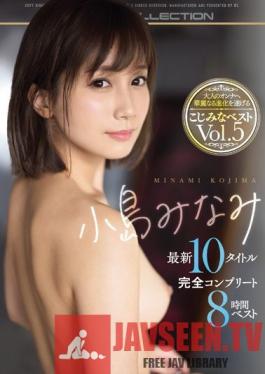 COLLECTION
大人のオンナへ
華麗なる進化を遂げる
こじみなベスト
Vol.5
MINAMI KOJIMA
小島みなみ
最新10タイトル
完全コンプリート
8時間ベスト
JAVSEEN.TV
FREE JAV LIBRARY